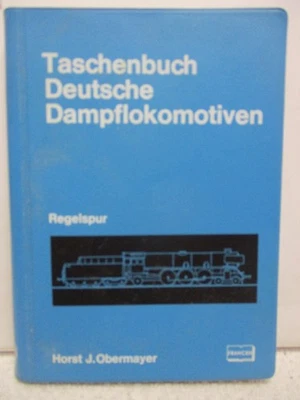 Taschenbuch
Deutsche
Dampflokomotiven
Regelspur
Horst J. Obermayer